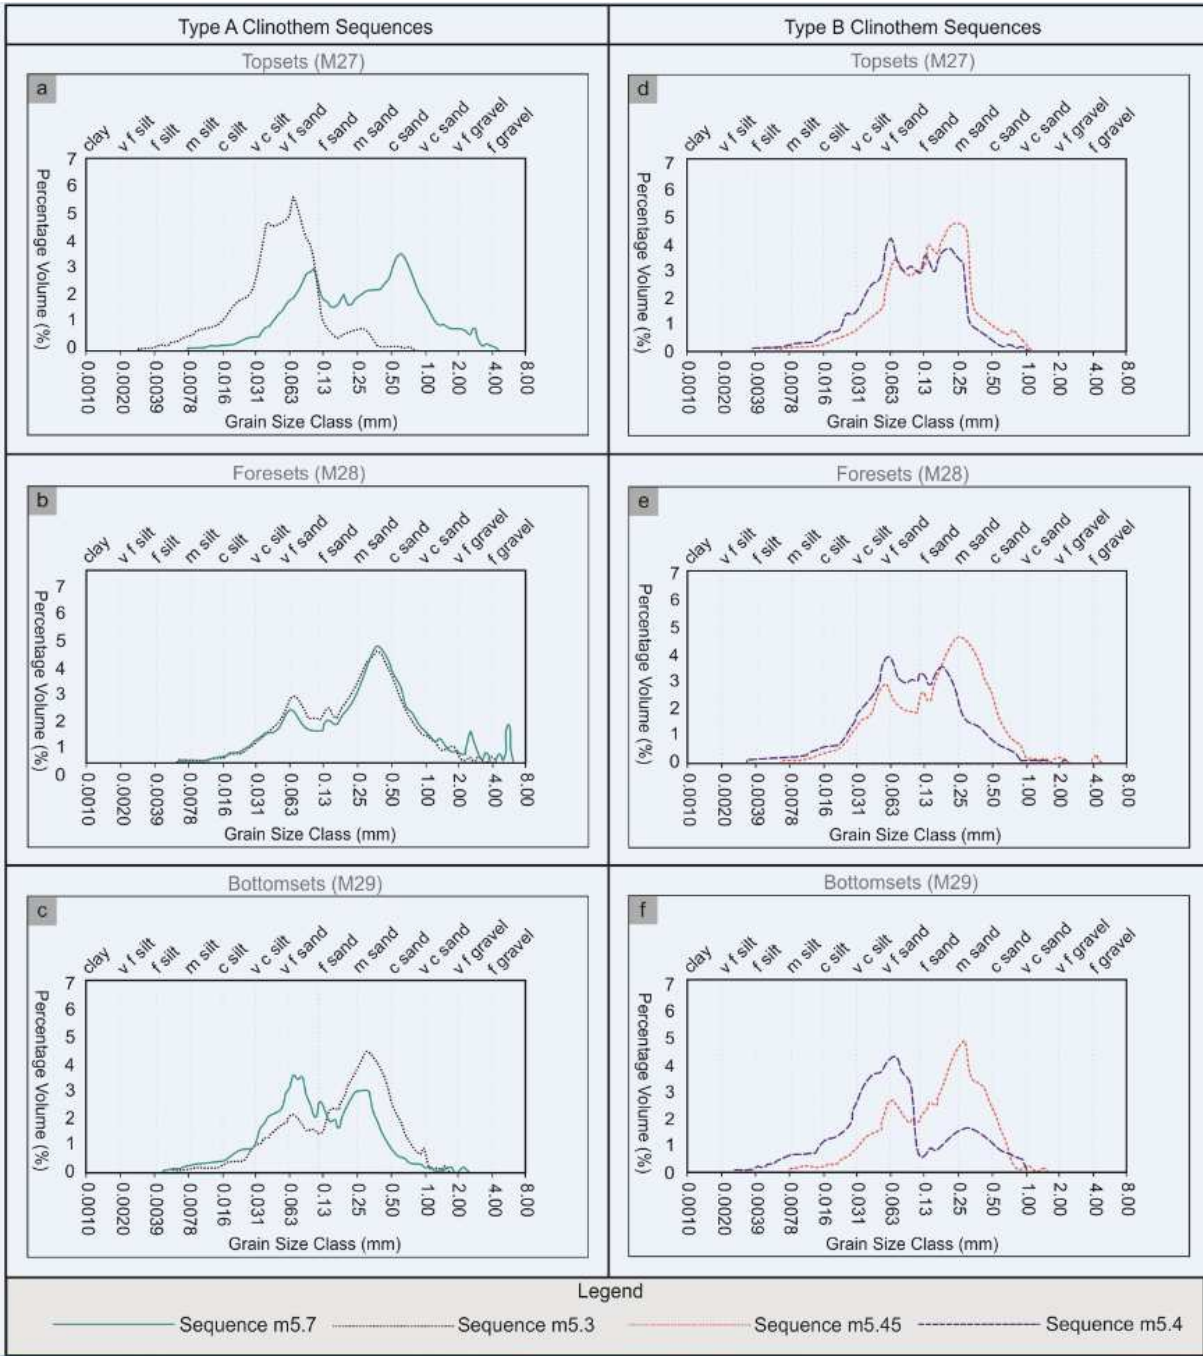 Type A Clinothem Sequences
Type B Clinothem Sequences
Topsets (M27)
a
clay
v f silt
f silt
m silt
c silt
v c silt
v f sand
f sand
m sand
c sand
v c sand
v f gravel
f gravel
Percentage Volume (%)
7
6
5
4
3
2
1
0
0.0010
0.0020
0.0039
0.0078
0.016
0.031
0.063
0.13
0.25
0.50
1.00
2.00
4.00
8.00
Grain Size Class (mm)
Topsets (M27)
d
clay
v f silt
f silt
m silt
c silt
v c silt
v f sand
f sand
m sand
c sand
v c sand
v f gravel
f gravel
Percentage Volume (%)
7
6
5
4
3
2
1
0
0.0010
0.0020
0.0039
0.0078
0.016
0.031
0.063
0.13
0.25
0.50
1.00
2.00
4.00
8.00
Grain Size Class (mm)
Foresets (M28)
b
clay
v f silt
f silt
m silt
c silt
v c silt
v f sand
f sand
m sand
c sand
v c sand
v f gravel
f gravel
Percentage Volume (%)
7
6
5
4
3
2
1
0
0.0010
0.0020
0.0039
0.0078
0.016
0.031
0.063
0.13
0.25
0.50
1.00
2.00
4.00
8.00
Grain Size Class (mm)
Foresets (M28)
e
clay
v f silt
f silt
m silt
c silt
v c silt
v f sand
f sand
m sand
c sand
v c sand
v f gravel
f gravel
Percentage Volume (%)
7
6
5
4
3
2
1
0
0.0010
0.0020
0.0039
0.0078
0.016
0.031
0.063
0.13
0.25
0.50
1.00
2.00
4.00
8.00
Grain Size Class (mm)
Bottomsets (M29)
c
clay
v f silt
f silt
m silt
c silt
v c silt
v f sand
f sand
m sand
c sand
v c sand
v f gravel
f gravel
Percentage Volume (%)
7
6
5
4
3
2
1
0
0.0010
0.0020
0.0039
0.0078
0.016
0.031
0.063
0.13
0.25
0.50
1.00
2.00
4.00
8.00
Grain Size Class (mm)
Bottomsets (M29)
f
clay
v f silt
f silt
m silt
c silt
v c silt
v f sand
f sand
m sand
c sand
v c sand
v f gravel
f gravel
Percentage Volume (%)
7
6
5
4
3
2
1
0
0.0010
0.0020
0.0039
0.0078
0.016
0.031
0.063
0.13
0.25
0.50
1.00
2.00
4.00
8.00
Grain Size Class (mm)
Legend
Sequence m5.7
Sequence m5.3
Sequence m5.45
Sequence m5.4